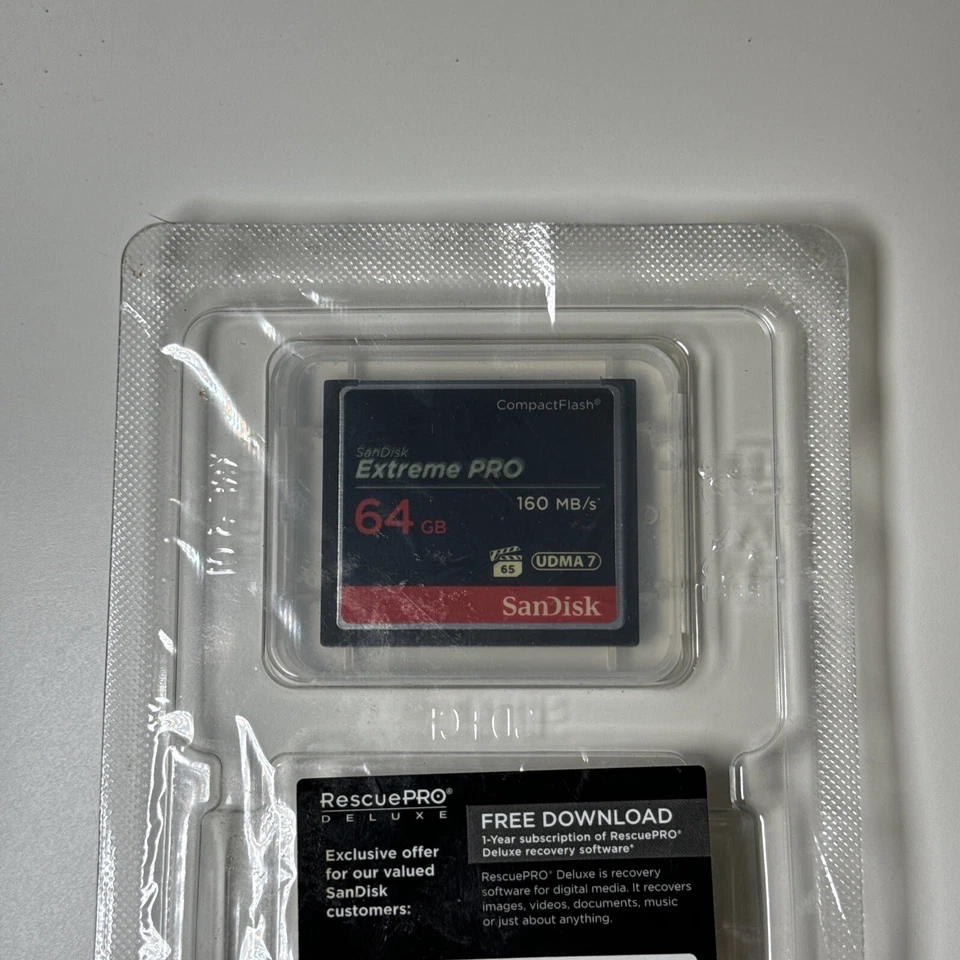 CompactFlash®
SanDisk
Extreme PRO
64 GB
160 MB/s*
65
UDMA 7
SanDisk
RescuePRO®
DELUXE
Exclusive offer
for our valued
SanDisk
customers:
FREE DOWNLOAD
1-Year subscription of RescuePRO®
Deluxe recovery software*
RescuePRO® Deluxe is recovery
software for digital media. It recovers
images, videos, documents, music
or just about anything.